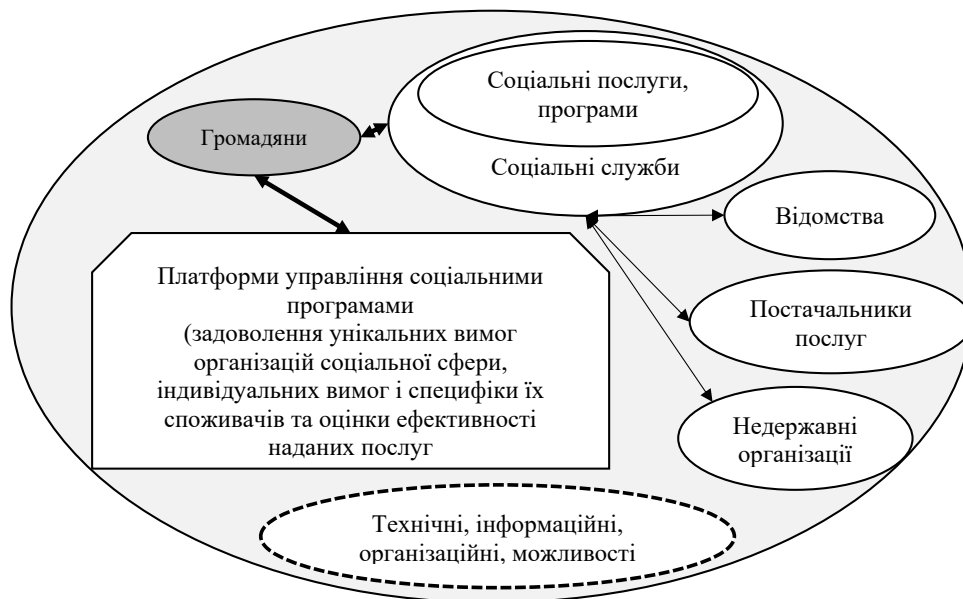 Соціальні послуги,
програми
Громадяни
Соціальні служби
Відомства
Платформи управління соціальними
програмами
(задоволення унікальних вимог
організацій соціальної сфери,
індивідуальних вимог і специфіки їх
споживачів та оцінки ефективності
наданих послуг
Постачальники
послуг
Недержавні
організації
Технічні, інформаційні,
організаційні, можливості